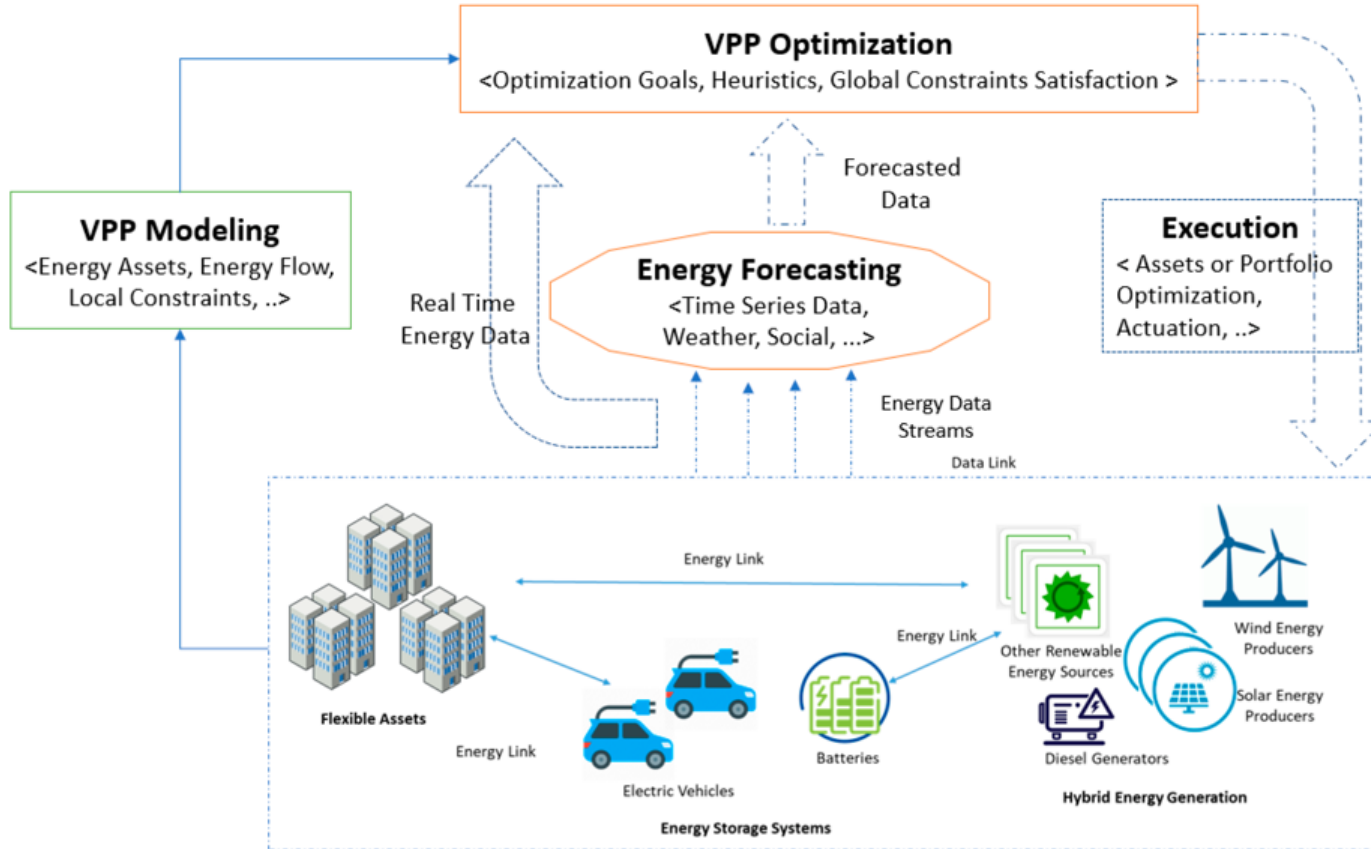 VPP Optimization
<Optimization Goals, Heuristics, Global Constraints Satisfaction >
VPP Modeling
<Energy Assets, Energy Flow,
Local Constraints, ..>
Real Time
Energy Data
Forecasted
Data
Energy Forecasting
<Time Series Data,
Weather, Social, ...>
Execution
< Assets or Portfolio
Optimization,
Actuation, ..>
Energy Data
Streams
Data Link
Energy Link
Flexible Assets
Energy Link
Electric Vehicles
Batteries
Energy Storage Systems
Energy Link
Other Renewable
Energy Sources
Wind Energy
Producers
Solar Energy
Producers
Diesel Generators
Hybrid Energy Generation